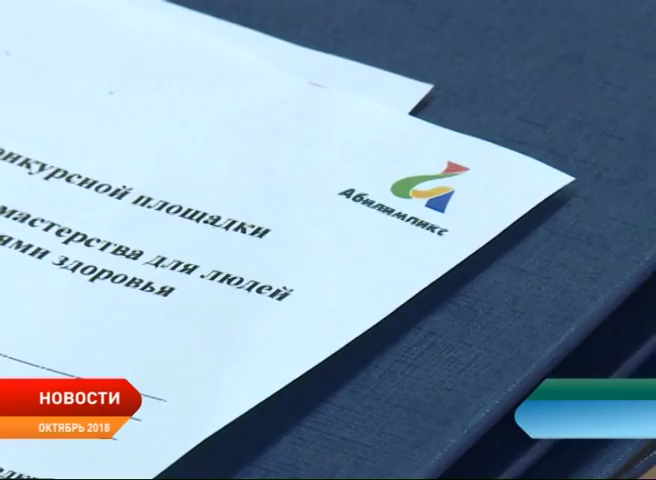 Абилимпикс
онкурсной площадки
мастерства для людей
ями здоровья
НОВОСТИ
ОКТЯБРЬ 2018